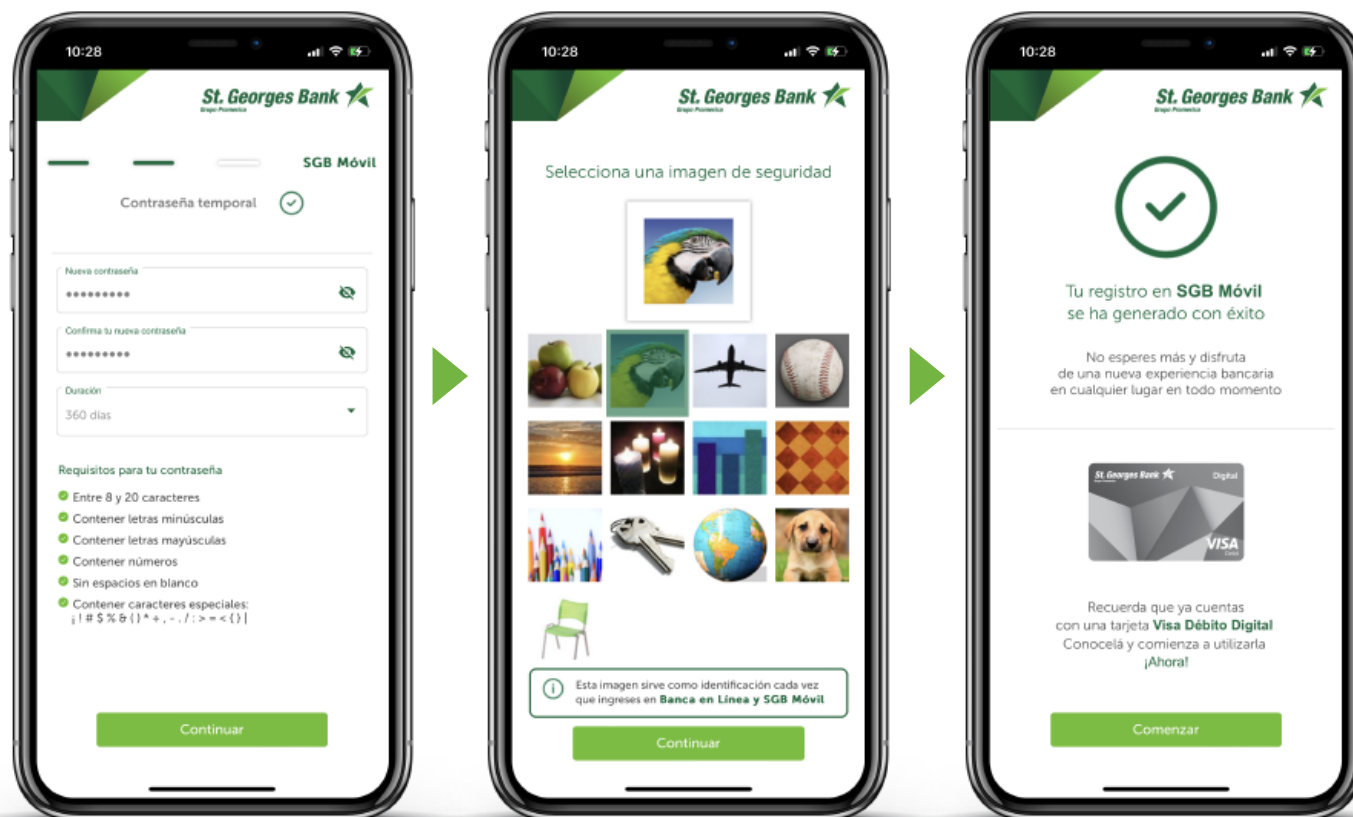 10:28
St. Georges Bank
Grupo Promerica
SGB Móvil
Contraseña temporal
Nueva contraseña
Confirma tu nueva contraseña
Duración
360 días
Requisitos para tu contraseña
Entre 8 y 20 caracteres
Contener letras minúsculas
Contener letras mayúsculas
Contener números
Sin espacios en blanco
Contener caracteres especiales:
¡ ! # $ % & ( ) * + , - . / : > = < { } |
Continuar
10:28
St. Georges Bank
Grupo Promerica
Selecciona una imagen de seguridad
Esta imagen sirve como identificación cada vez
que ingreses en Banca en Línea y SGB Móvil
Continuar
10:28
St. Georges Bank
Grupo Promerica
Tu registro en SGB Móvil
se ha generado con éxito
No esperes más y disfruta
de una nueva experiencia bancaria
en cualquier lugar en todo momento
St. Georges Bank
Digital
VISA
Recuerda que ya cuentas
con una tarjeta Visa Débito Digital
Conocelá y comienza a utilizarla
¡Ahora!
Comenzar